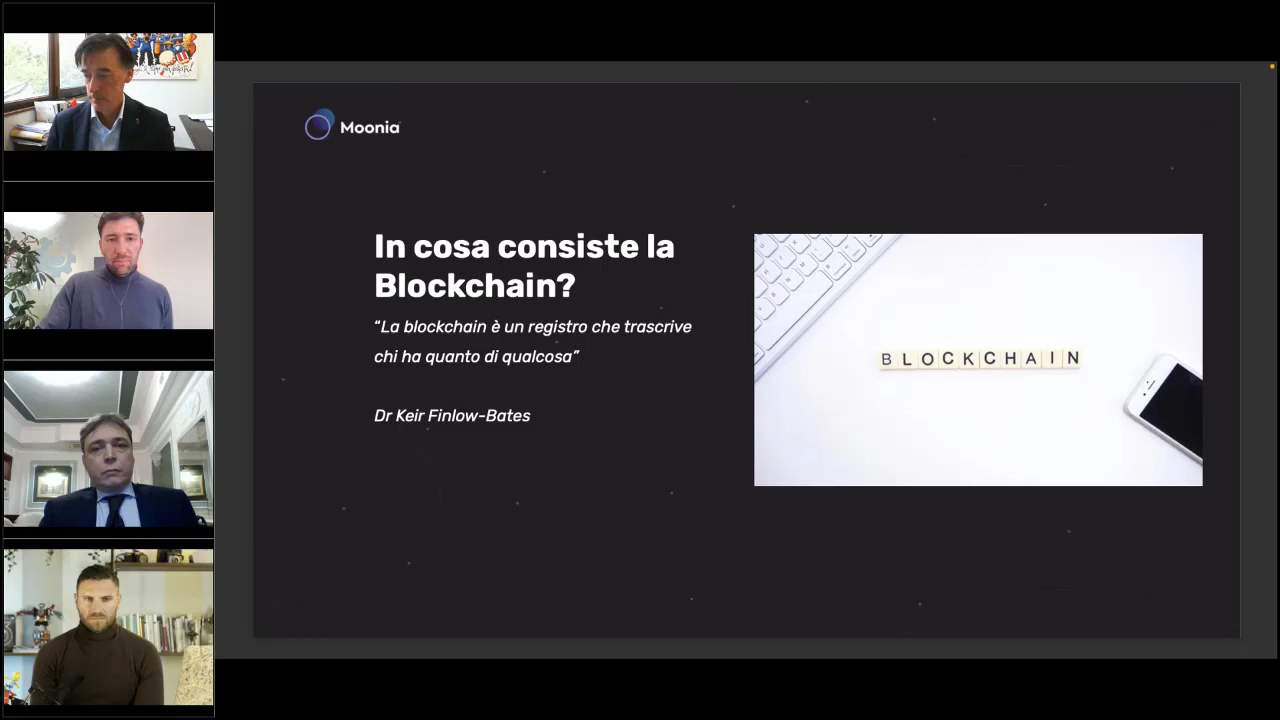 Moonia
In cosa consiste la
Blockchain?
“La blockchain è un registro che trascrive
chi ha quanto di qualcosa”
Dr Keir Finlow-Bates
BLOCKCHAIN